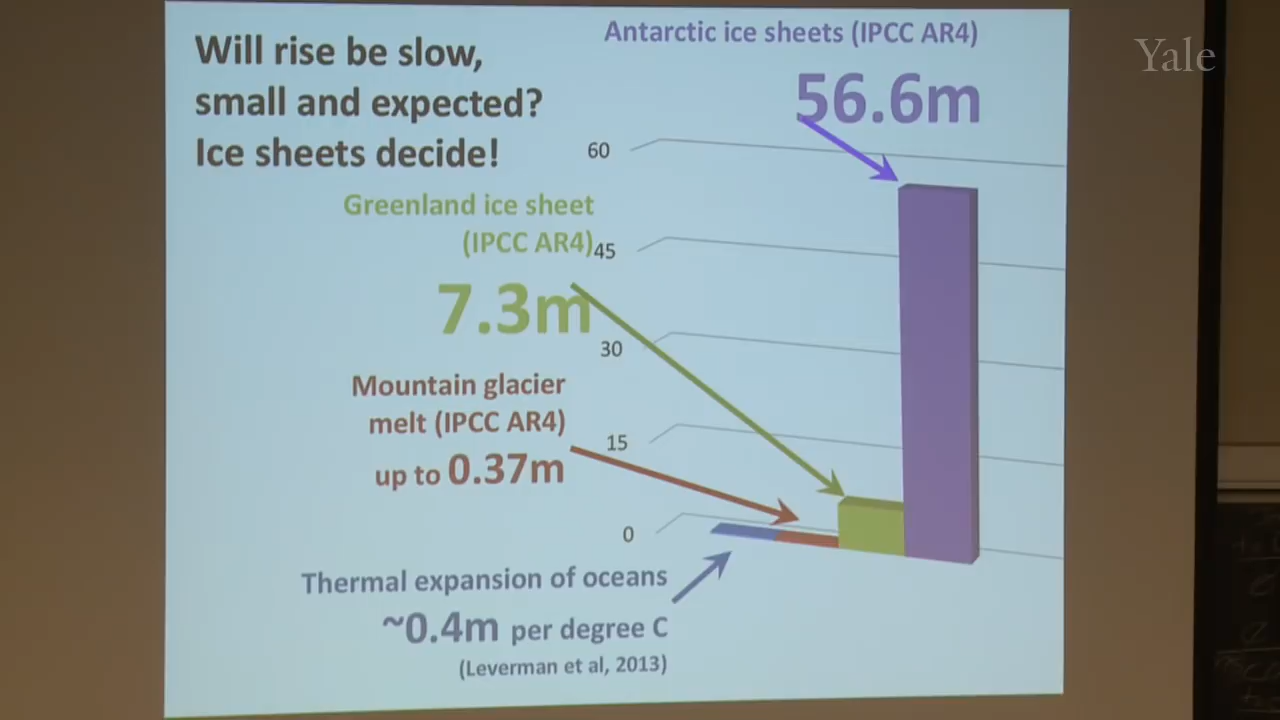 Will rise be slow,
small and expected?
Ice sheets decide!
Antarctic ice sheets (IPCC AR4)
56.6m
Yale
Greenland ice sheet
(IPCC AR4)
7.3m
Mountain glacier
melt (IPCC AR4)
up to 0.37m
Thermal expansion of oceans
~0.4m per degree C
(Leverman et al, 2013)
60
45
30
15
0